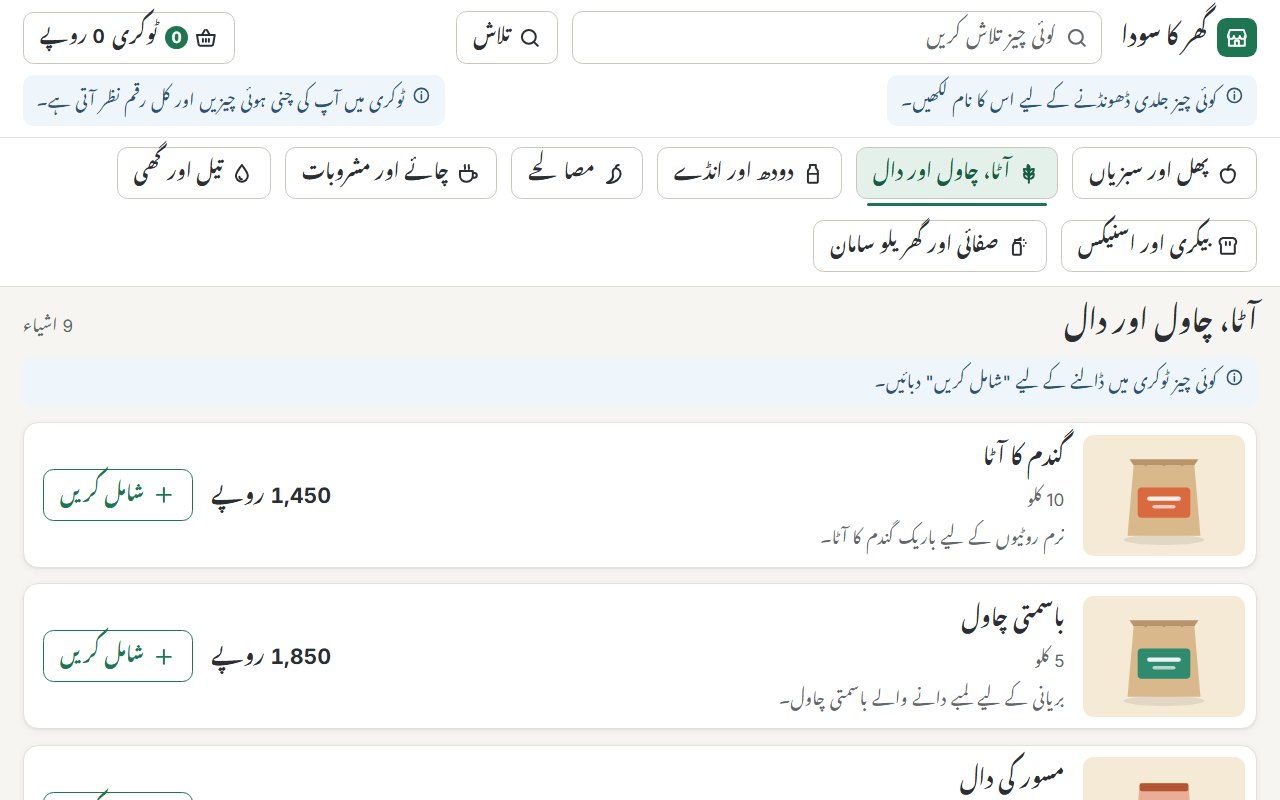 گھر کا سودا
کوئی چیز تلاش کریں
تلاش
0 ٹوکری 0 روپے
کوئی چیز جلدی ڈھونڈنے کے لیے اس کا نام لکھیں۔
ٹوکری میں آپ کی چنی ہوئی چیزیں اور کل رقم نظر آتی ہے۔
پھل اور سبزیاں
آٹا، چاول اور دال
دودھ اور انڈے
مصالحے
چائے اور مشروبات
تیل اور گھی
بیکری اور اسنیکس
صفائی اور گھریلو سامان
آٹا، چاول اور دال
9 اشیاء
کوئی چیز ٹوکری میں ڈالنے کے لیے "شامل کریں" دبائیں۔
گندم کا آٹا
10 کلو
نرم روٹیوں کے لیے باریک گندم کا آٹا۔
1,450 روپے
شامل کریں
باسمتی چاول
5 کلو
بریانی کے لیے لمبے دانے والے باسمتی چاول۔
1,850 روپے
شامل کریں
مسور کی دال